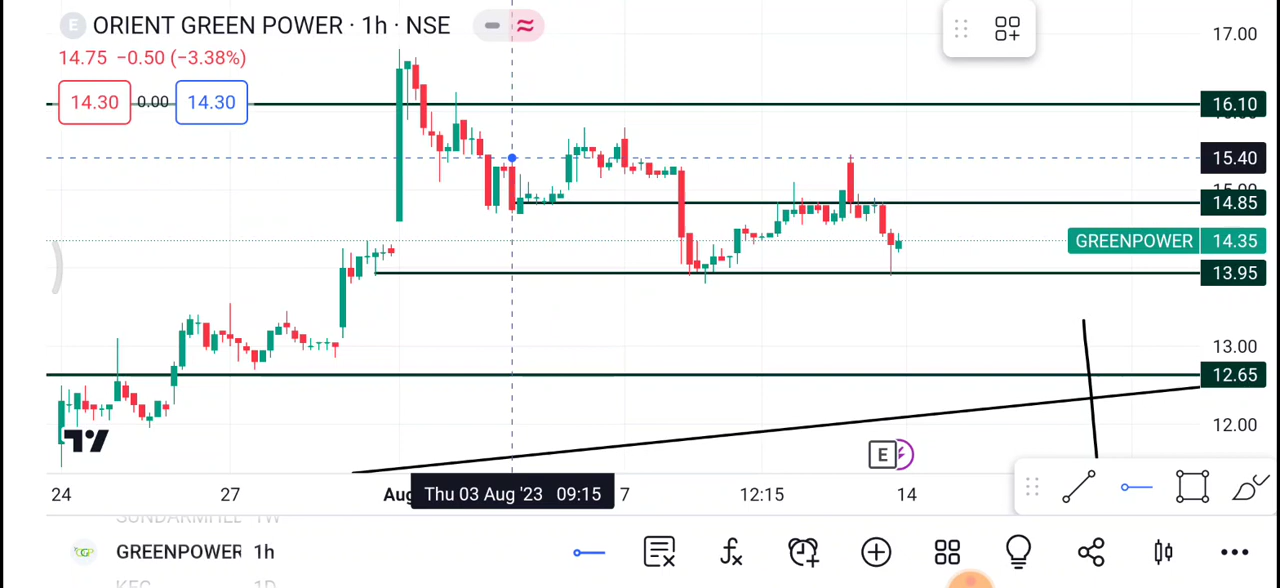 E ORIENT GREEN POWER · 1h · NSE
14.75 −0.50 (−3.38%)
14.30 0.00 14.30
17.00
16.10
15.40
14.85
GREENPOWER 14.35
13.95
13.00
12.65
12.00
E
24 27 Aug Thu 03 Aug '23 09:15 7 12:15 14
GREENPOWER 1h